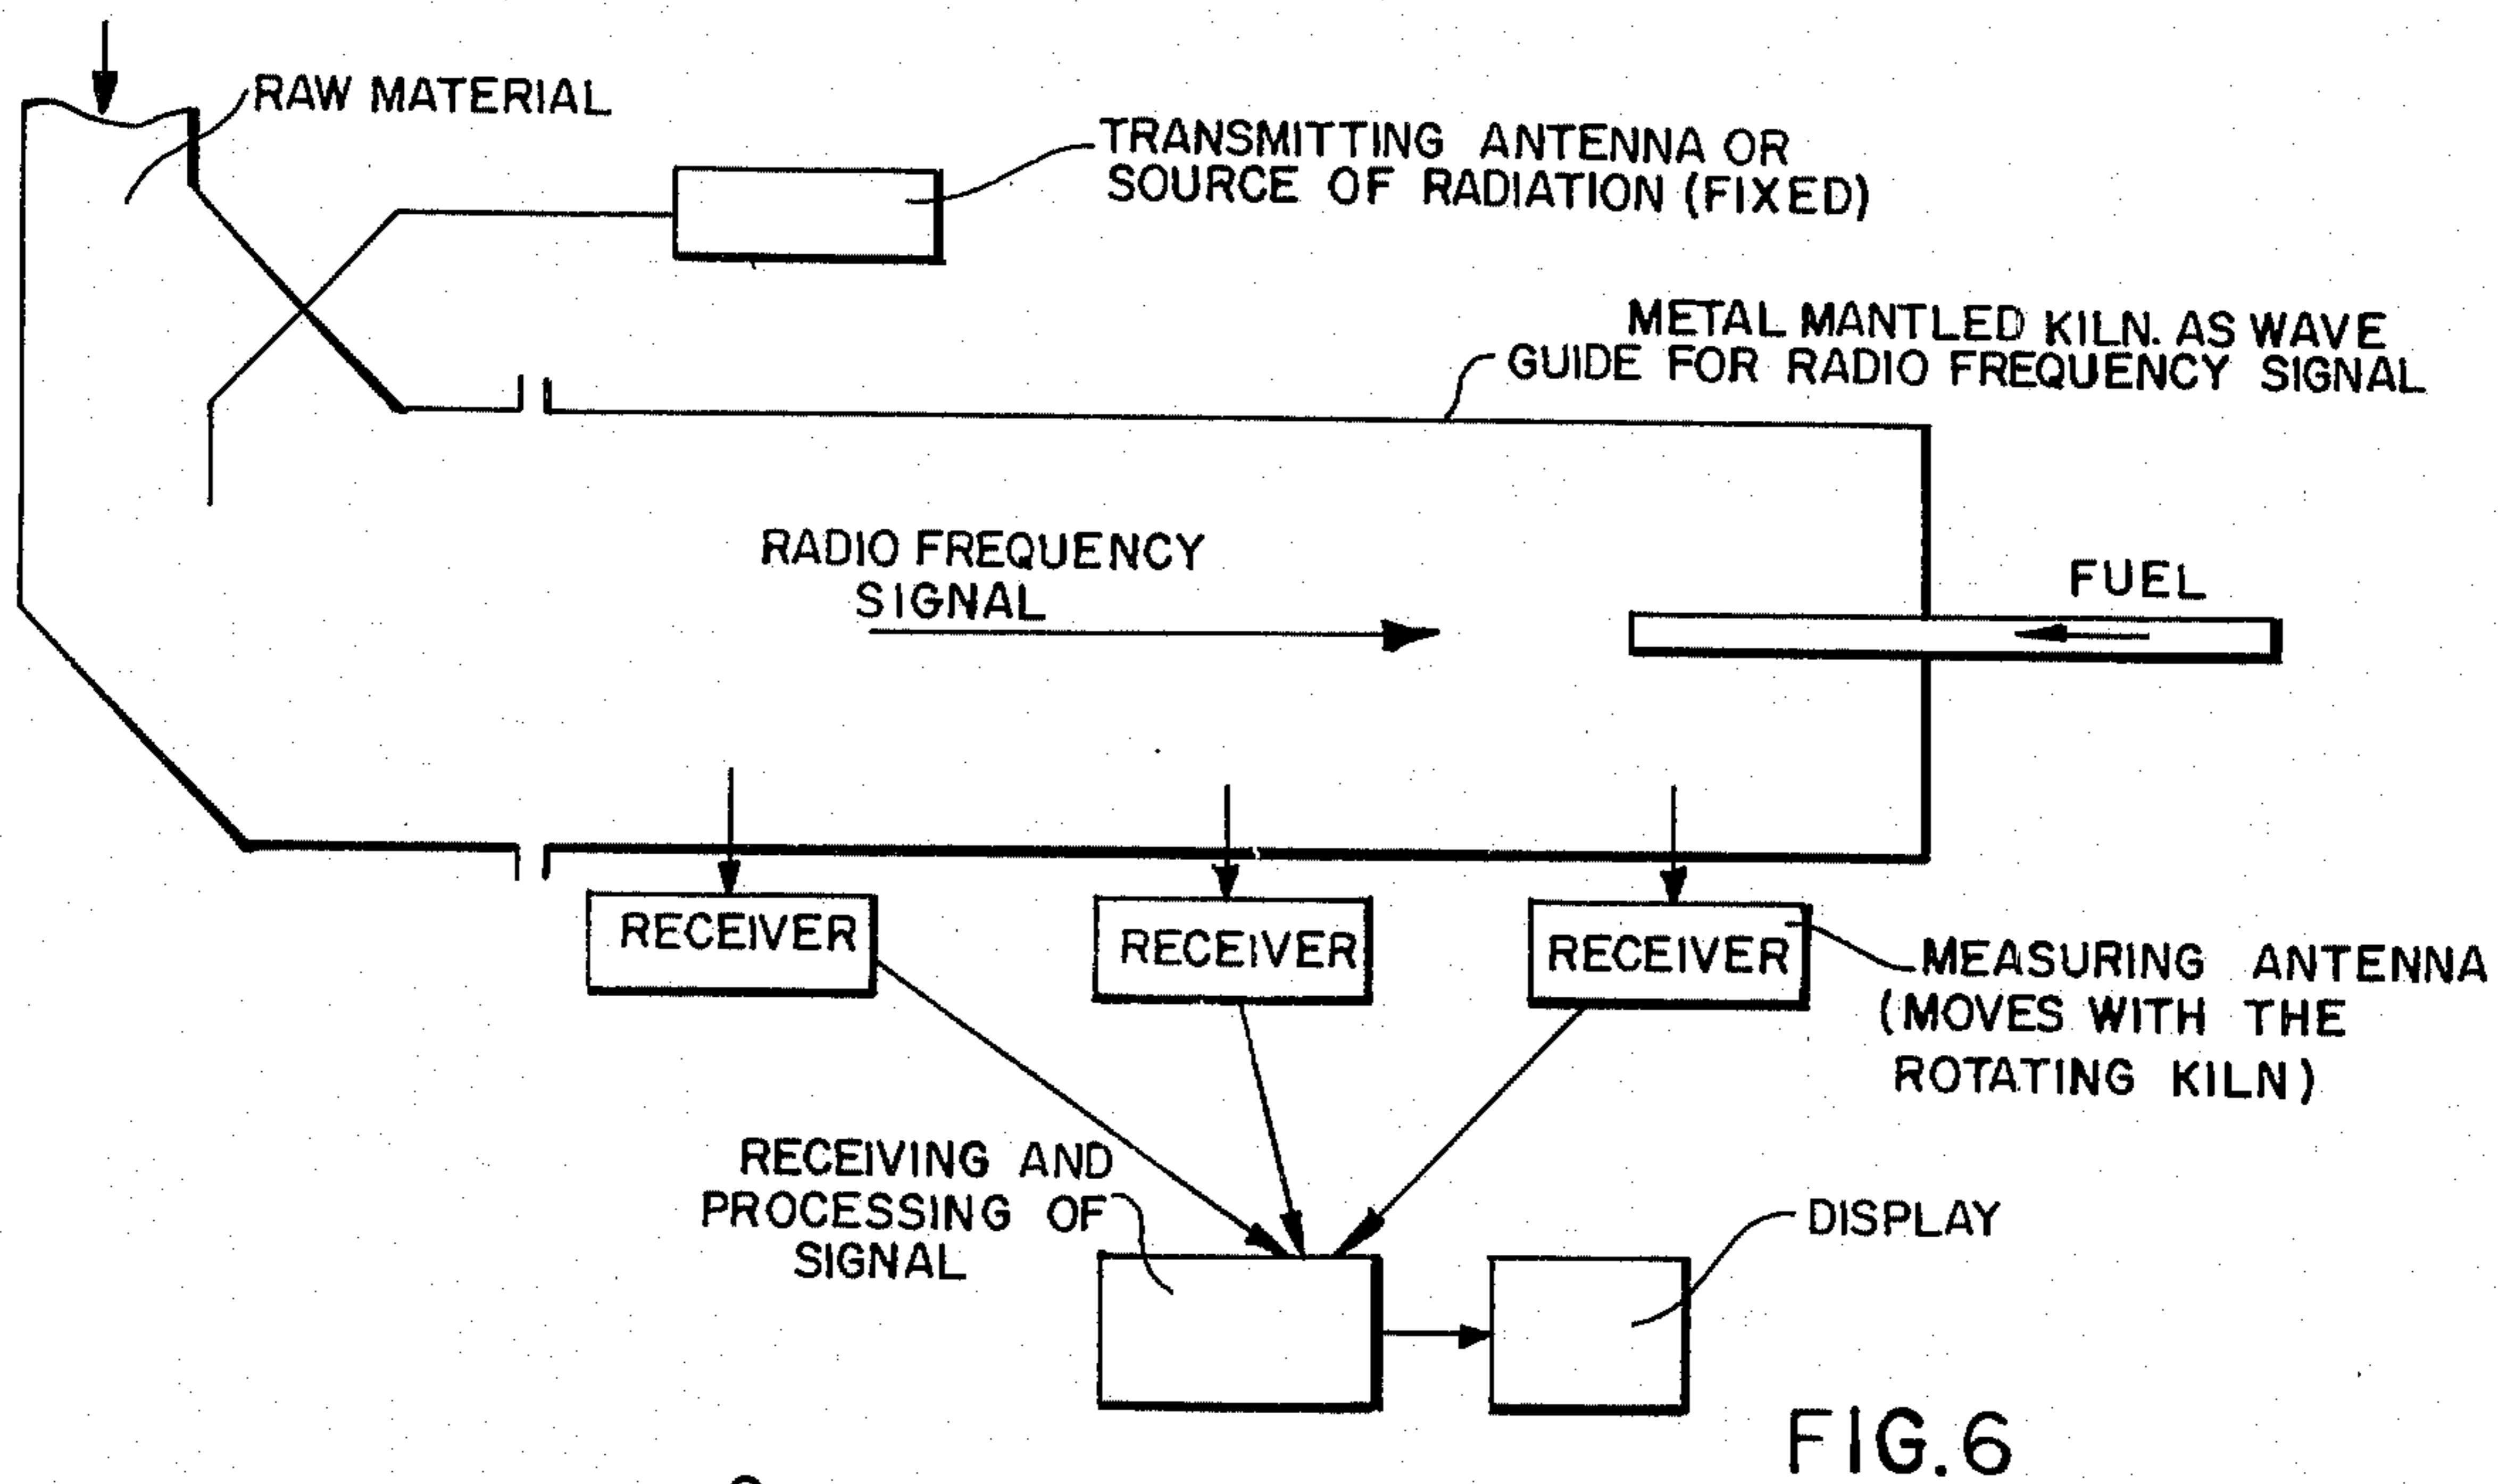 RAW MATERIAL
TRANSMITTING ANTENNA OR
SOURCE OF RADIATION (FIXED)
METAL MANTLED KILN. AS WAVE
GUIDE FOR RADIO FREQUENCY SIGNAL
RADIO FREQUENCY
SIGNAL
FUEL
RECEIVER
RECEIVER
RECEIVER
MEASURING ANTENNA
(MOVES WITH THE
ROTATING KILN)
RECEIVING AND
PROCESSING OF
SIGNAL
DISPLAY
FIG.6